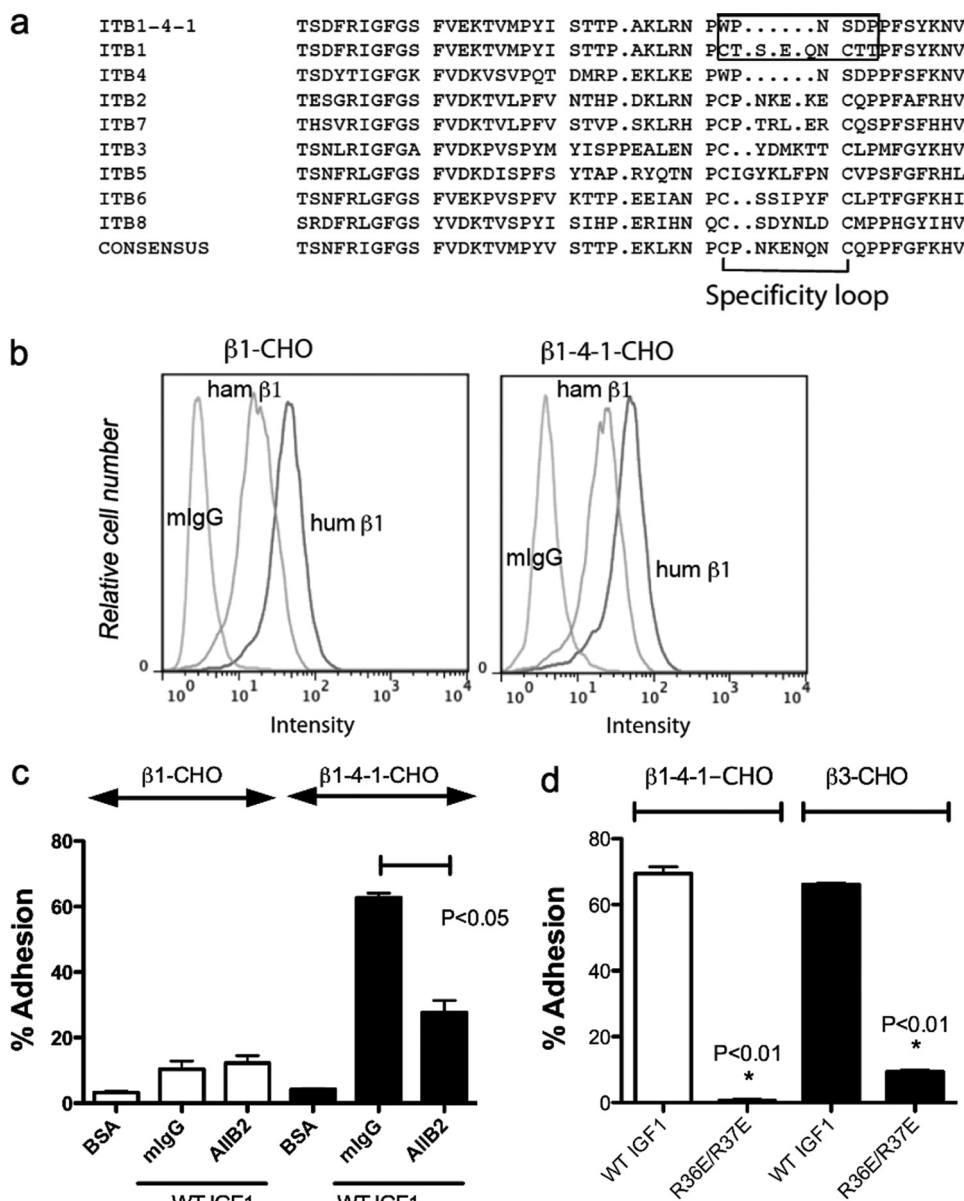 a
ITB1-4-1 TSDFRIGFGS FVEKTVMPYI STTP.AKLRN PWP......N SDPPFSYKNV
ITB1 TSDFRIGFGS FVEKTVMPYI STTP.AKLRN PCT.S.E.QN CTTPFSYKNV
ITB4 TSDYTIGFGK FVDKVSVPQT DMRP.EKLKE PWP......N SDPPFSFKNV
ITB2 TESGRIGFGS FVDKTVLPFV NTHP.DKLRN PCP.NKE.KE CQPPFAFRHV
ITB7 THSVRIGFGS FVDKTVLPFV STVP.SKLRH PCP.TRL.ER CQSPFSFHHV
ITB3 TSNLRIGFGA FVDKPVSPYM YISPPEALEN PC..YDMKTT CLPMFGYKHV
ITB5 TSNFRLGFGS FVDKDISPFS YTAP.RYQTN PCIGYKLFPN CVPSFGFRHL
ITB6 TSNFRLGFGS FVDKPVSPFV KTTP.EEIAN PC..SSIPYF CLPTFGFKHI
ITB8 SRDFRLGFGS YVDKTVSPYI SIHP.ERIHN QC..SDYNLD CMPPHGYIHV
CONSENSUS TSNFRIGFGS FVDKTVMPYV STTP.EKLKN PCP.NKENQN CQPPFGFKHV
Specificity loop
b
β1-CHO
β1-4-1-CHO
Relative cell number
ham β1
mIgG
hum β1
0
10⁰ 10¹ 10² 10³ 10⁴
Intensity
ham β1
mIgG
hum β1
0
10⁰ 10¹ 10² 10³ 10⁴
Intensity
c
β1-CHO β1-4-1-CHO
% Adhesion
80
60
40
20
0
P<0.05
BSA mIgG AIIB2 BSA mIgG AIIB2
WT IGF1 WT IGF1
d
β1-4-1-CHO β3-CHO
% Adhesion
80
60
40
20
0
P<0.01
*
P<0.01
*
WT IGF1 R36E/R37E WT IGF1 R36E/R37E